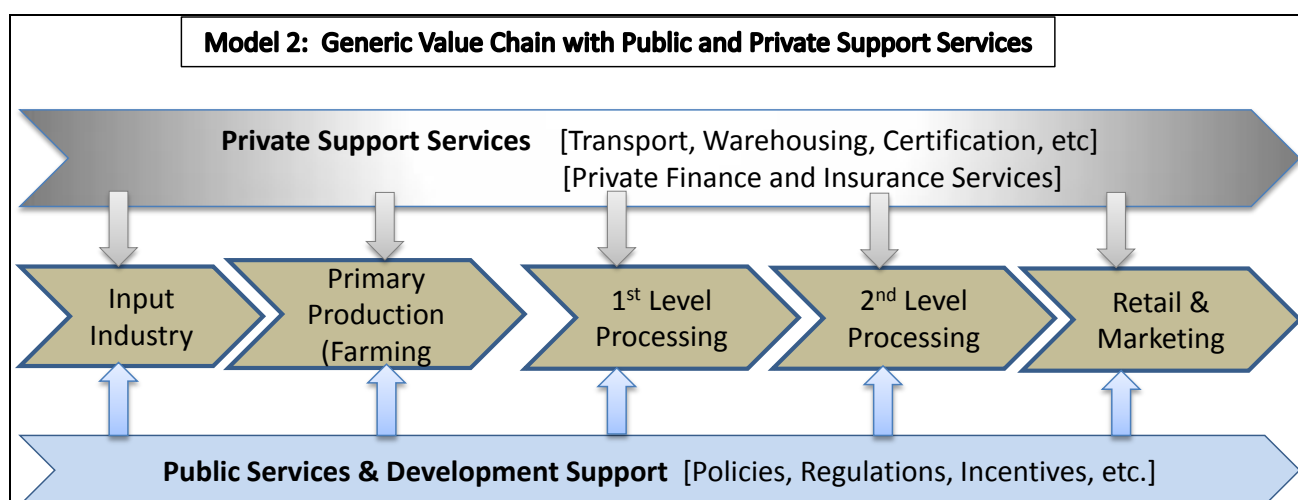 Model 2: Generic Value Chain with Public and Private Support Services
Private Support Services [Transport, Warehousing, Certification, etc]
[Private Finance and Insurance Services]
Input
Industry
Primary
Production
(Farming
1st Level
Processing
2nd Level
Processing
Retail &
Marketing
Public Services & Development Support [Policies, Regulations, Incentives, etc.]